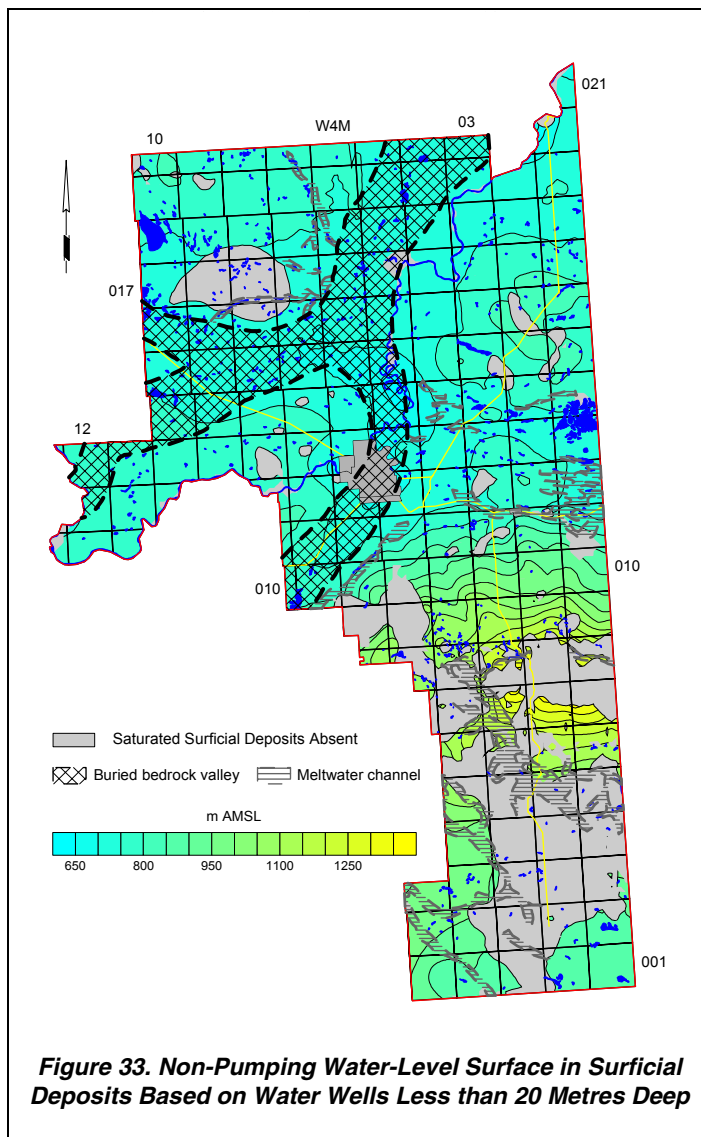 021
10
W4M
03
017
12
010
010
Saturated Surficial Deposits Absent
Buried bedrock valley
Meltwater channel
m AMSL
650 800 950 1100 1250
001
Figure 33. Non-Pumping Water-Level Surface in Surficial
Deposits Based on Water Wells Less than 20 Metres Deep